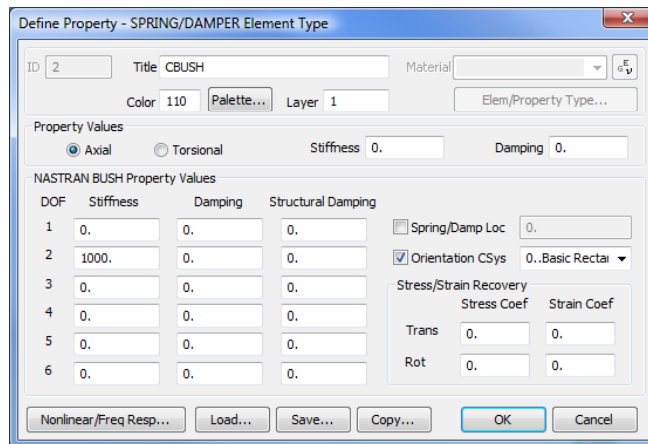 Define Property - SPRING/DAMPER Element Type
ID 2 Title CBUSH Material
Color 110 Palette... Layer 1 Elem/Property Type...
Property Values
Axial Torsional Stiffness 0. Damping 0.
NASTRAN BUSH Property Values
DOF Stiffness Damping Structural Damping
1 0. 0. 0. Spring/Damp Loc 0.
2 1000. 0. 0. Orientation CSys 0..Basic Rectar
3 0. 0. 0. Stress/Strain Recovery
Stress Coef Strain Coef
4 0. 0. 0. Trans 0. 0.
5 0. 0. 0.
6 0. 0. 0. Rot 0. 0.
Nonlinear/Freq Resp... Load... Save... Copy... OK Cancel